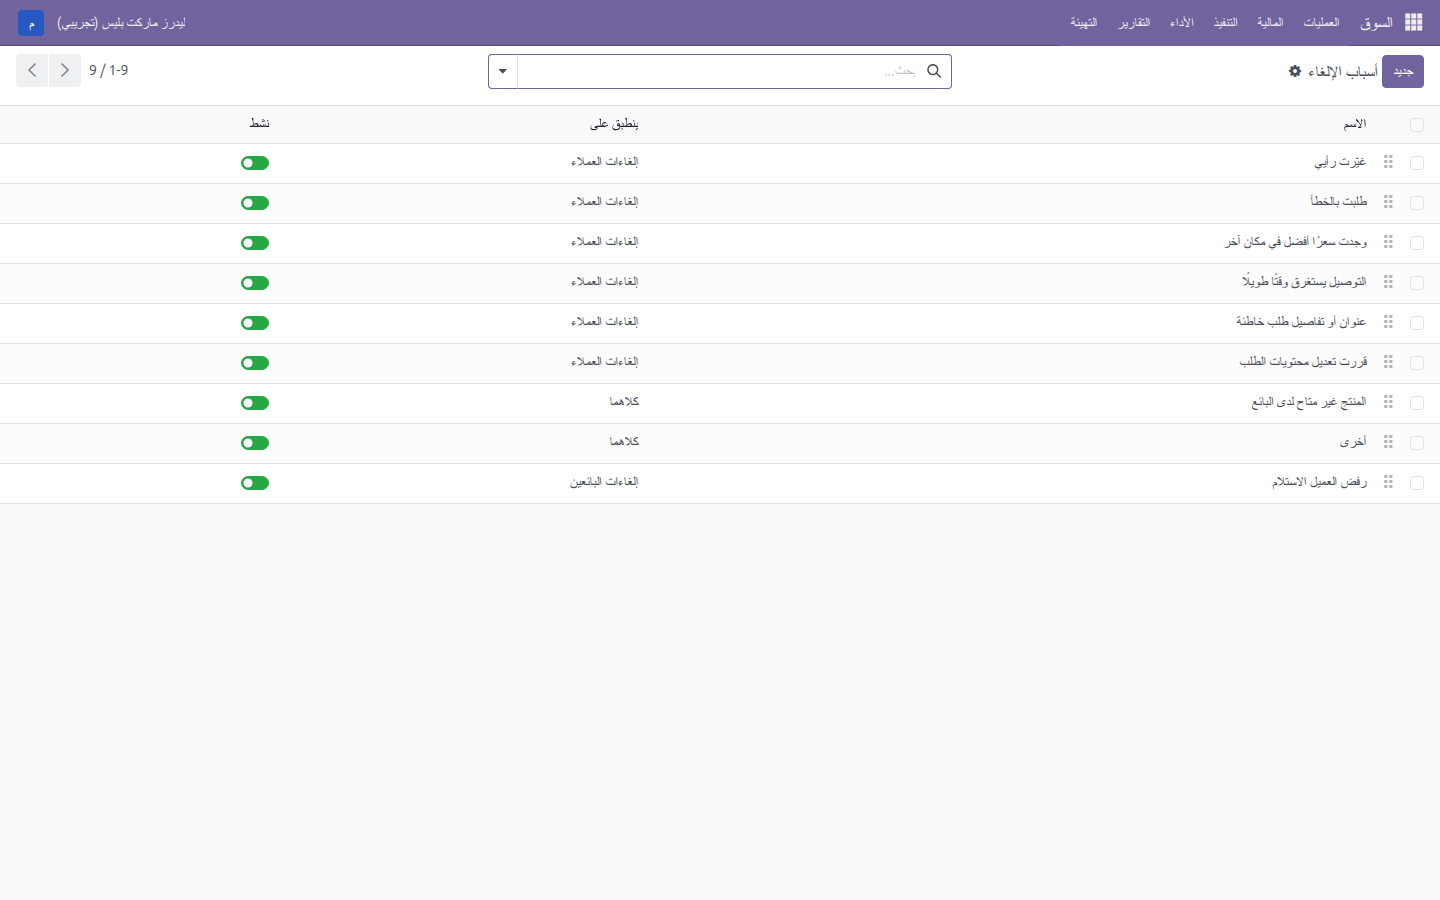 السوق العمليات المالية التنفيذ الأداء التقارير التهيئة ليدرز ماركت بليس (تجريبي) م
جديد أسباب الإلغاء بحث... 1-9 / 9
الاسم ينطبق على نشط
غيّرت رأيي إلغاءات العملاء
طلبت بالخطأ إلغاءات العملاء
وجدت سعرًا أفضل في مكان آخر إلغاءات العملاء
التوصيل يستغرق وقتًا طويلًا إلغاءات العملاء
عنوان أو تفاصيل طلب خاطئة إلغاءات العملاء
قررت تعديل محتويات الطلب إلغاءات العملاء
المنتج غير متاح لدى البائع كلاهما
أخرى كلاهما
رفض العميل الاستلام إلغاءات البائعين